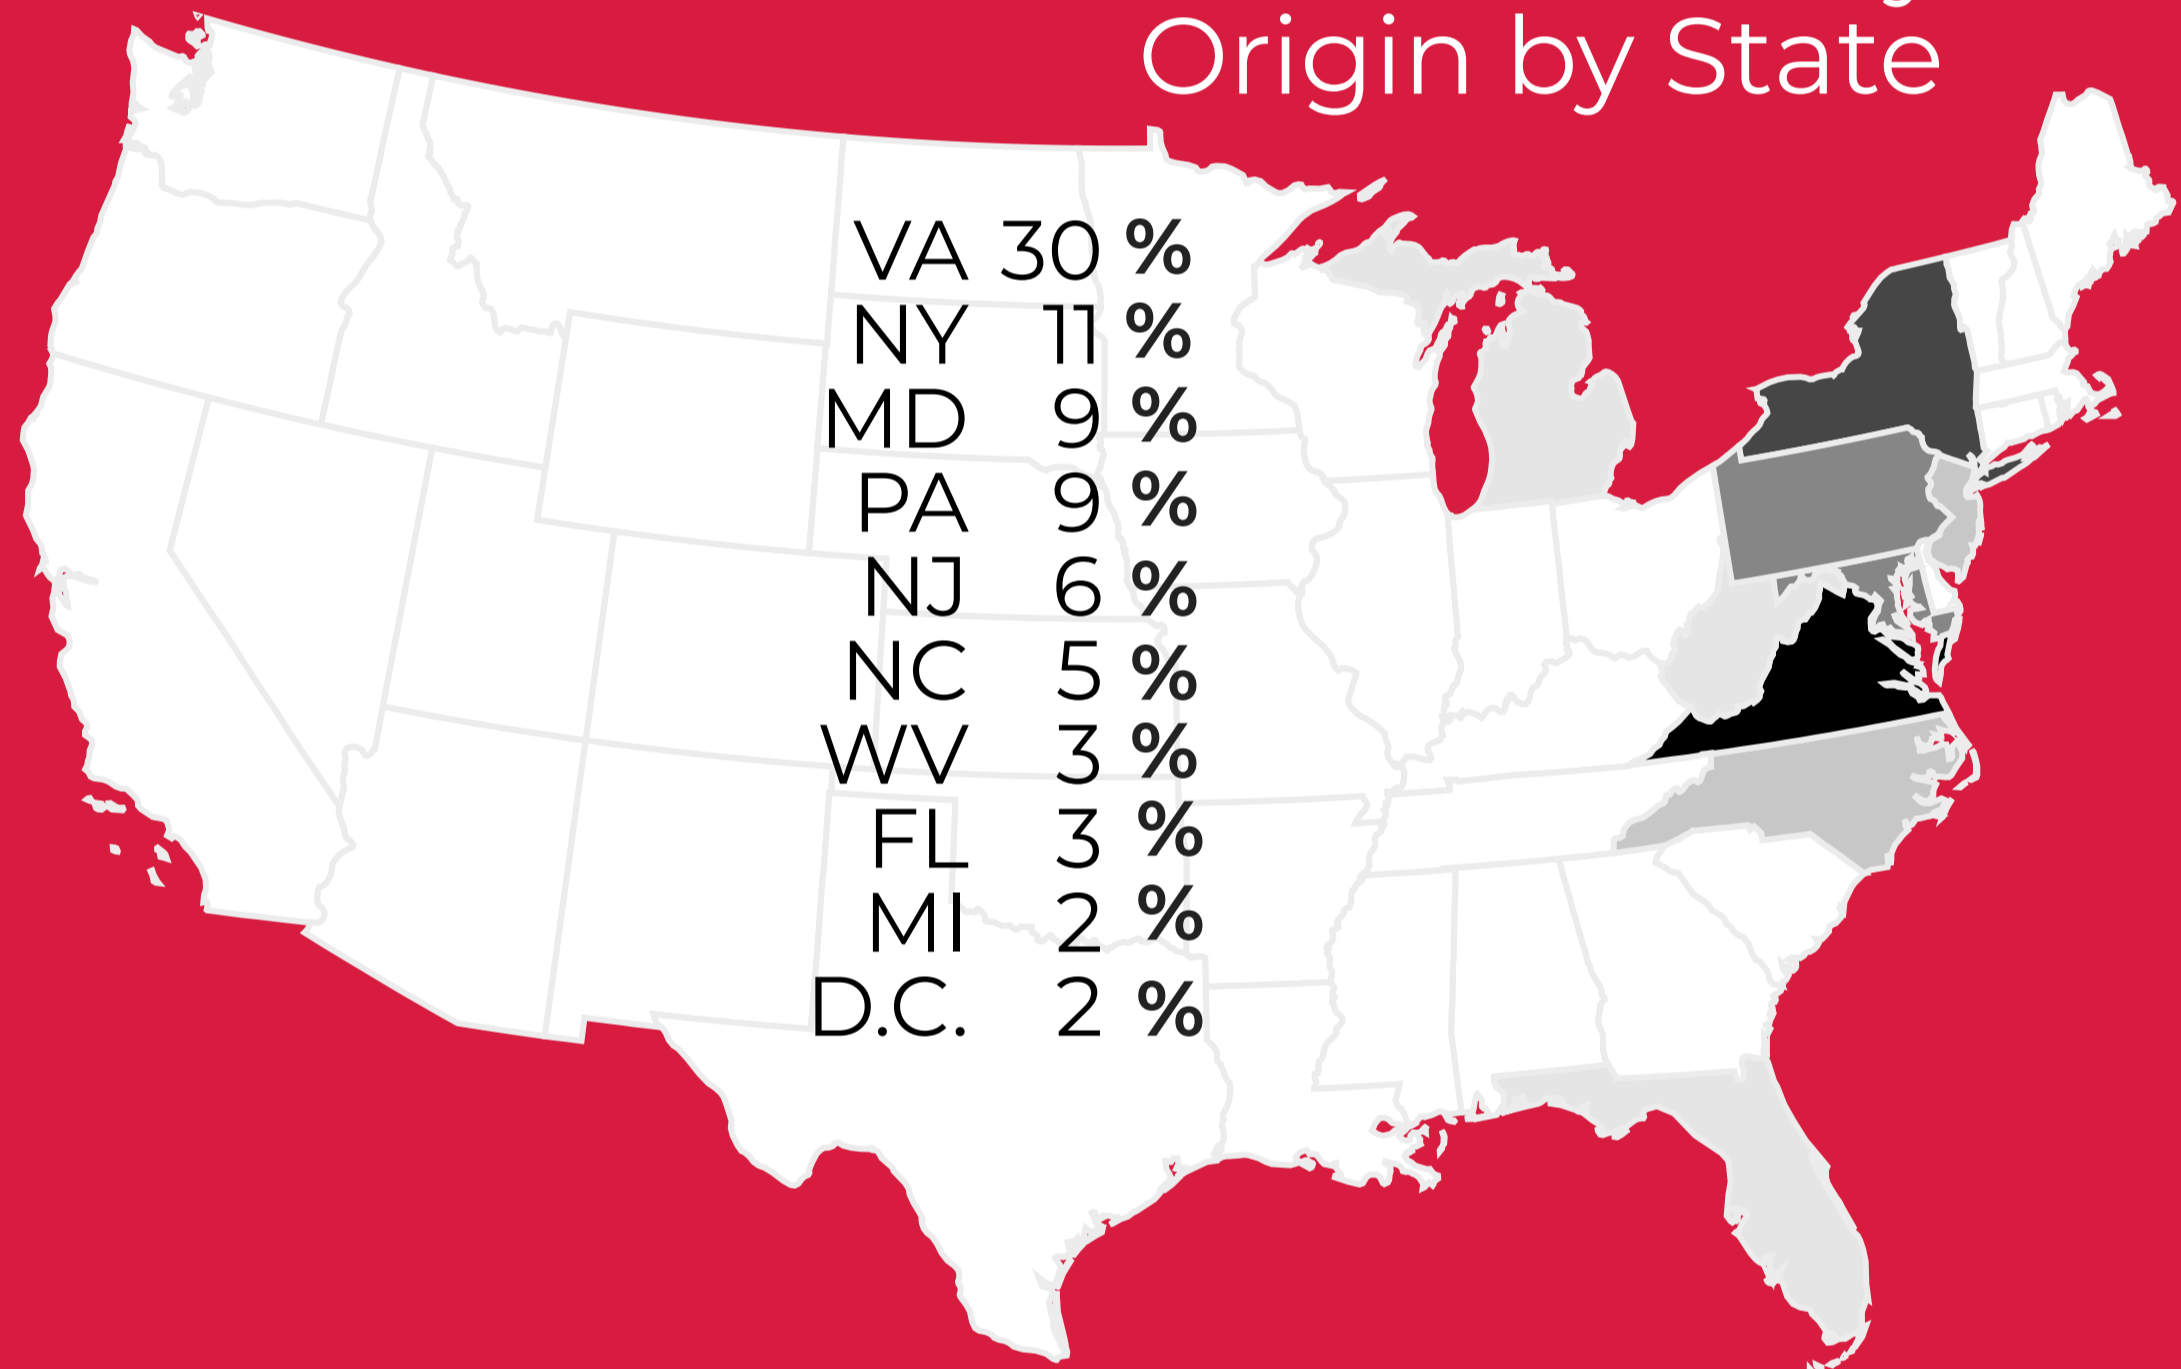 Origin by State
VA 30 %
NY 11 %
MD 9 %
PA 9 %
NJ 6 %
NC 5 %
WV 3 %
FL 3 %
MI 2 %
D.C. 2 %